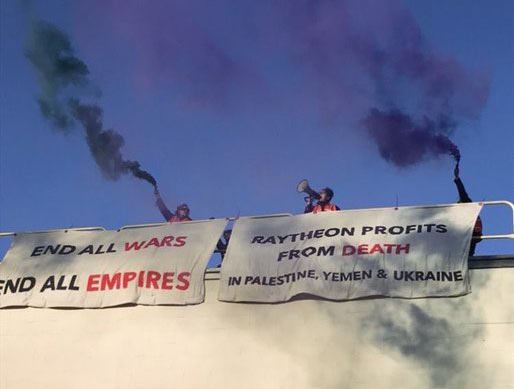 END ALL WARS
END ALL EMPIRES
RAYTHEON PROFITS
FROM DEATH
IN PALESTINE, YEMEN & UKRAINE